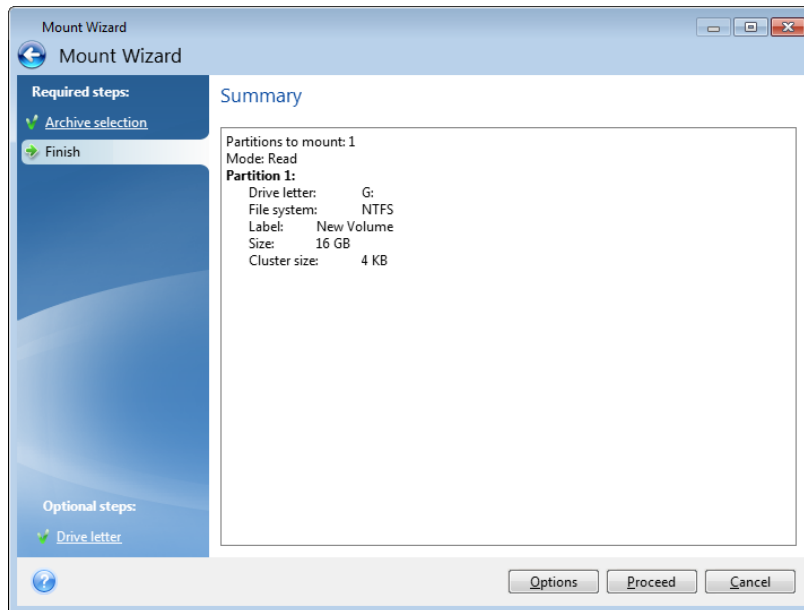 Mount Wizard
Mount Wizard
Required steps:
Archive selection
Finish
Optional steps:
Drive letter
Summary
Partitions to mount: 1
Mode: Read
Partition 1:
Drive letter: G:
File system: NTFS
Label: New Volume
Size: 16 GB
Cluster size: 4 KB
?
Options Proceed Cancel